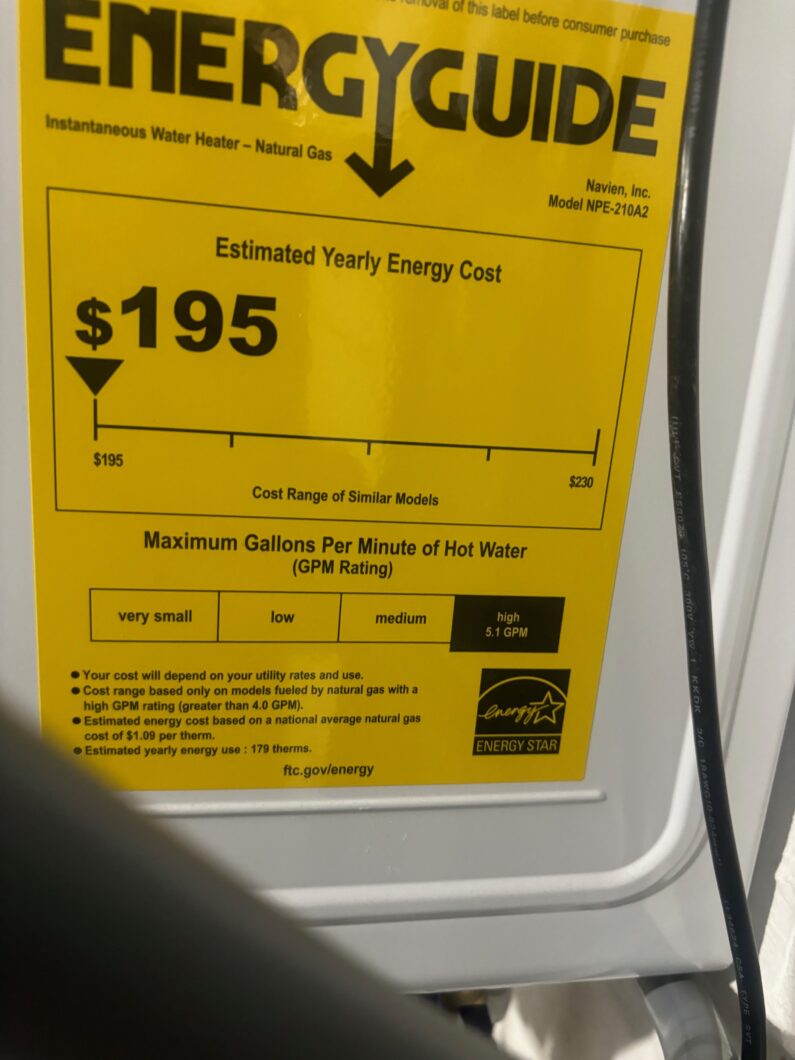 removal of this label before consumer purchase
ENERGYGUIDE
Instantaneous Water Heater – Natural Gas
Navien, Inc.
Model NPE-210A2
Estimated Yearly Energy Cost
$195
$195
$230
Cost Range of Similar Models
Maximum Gallons Per Minute of Hot Water
(GPM Rating)
very small
low
medium
high
5.1 GPM
● Your cost will depend on your utility rates and use.
● Cost range based only on models fueled by natural gas with a
high GPM rating (greater than 4.0 GPM).
● Estimated energy cost based on a national average natural gas
cost of $1.09 per therm.
● Estimated yearly energy use : 179 therms.
energy
ENERGY STAR
ftc.gov/energy